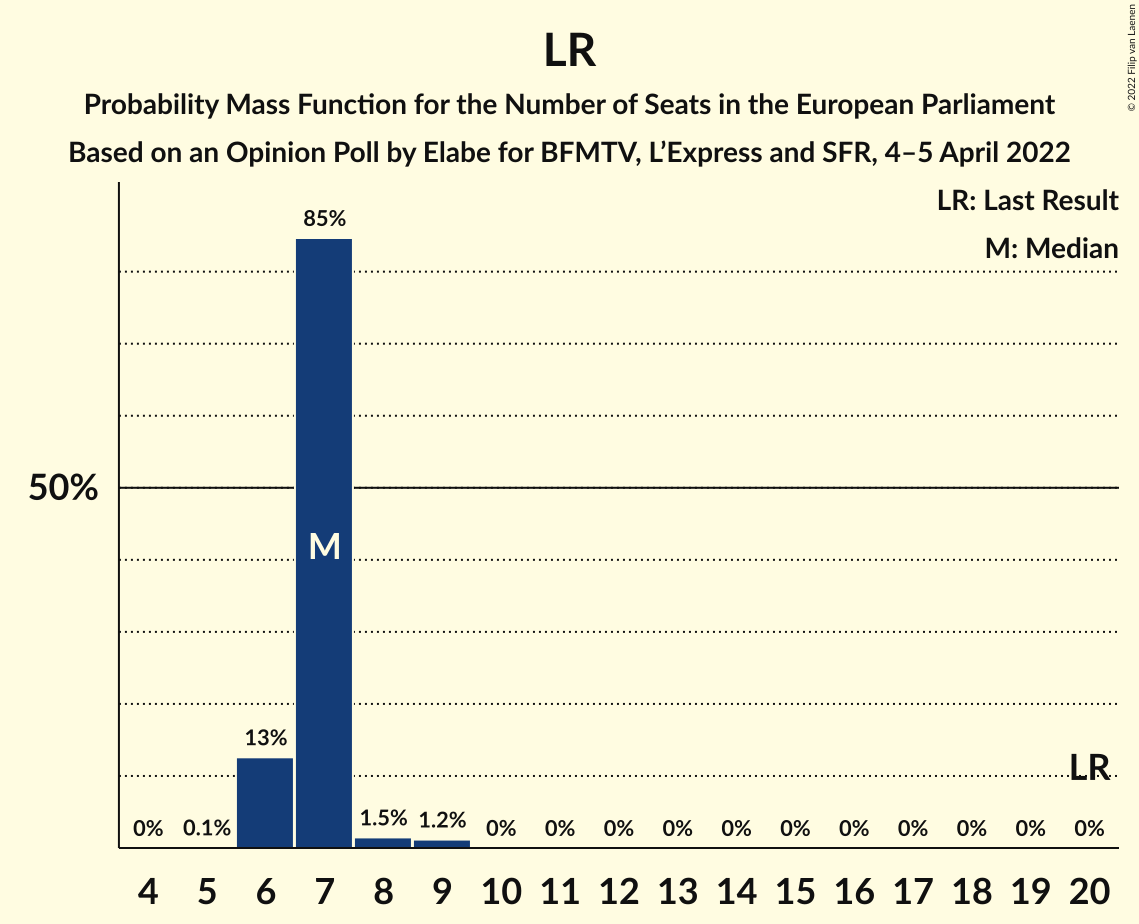 LR
Probability Mass Function for the Number of Seats in the European Parliament
Based on an Opinion Poll by Elabe for BFMTV, L’Express and SFR, 4–5 April 2022
© 2022 Filip van Laenen
LR: Last Result
M: Median
85%
50%
M
13%
LR
0% 0.1% 1.5% 1.2% 0% 0% 0% 0% 0% 0% 0% 0% 0% 0% 0%
4 5 6 7 8 9 10 11 12 13 14 15 16 17 18 19 20